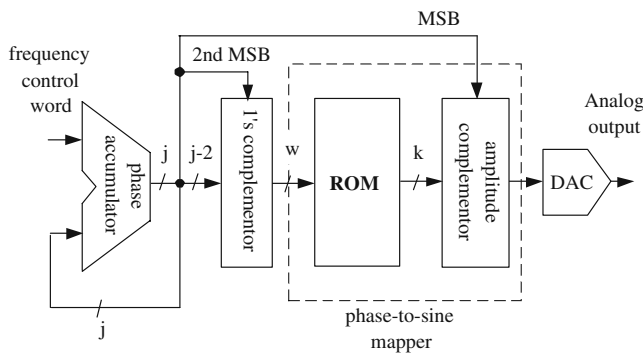 MSB
2nd MSB
frequency
control
word
phase
accumulator
j
j-2
1's complementor
w
ROM
k
amplitude
complementor
Analog
output
DAC
j
phase-to-sine
mapper